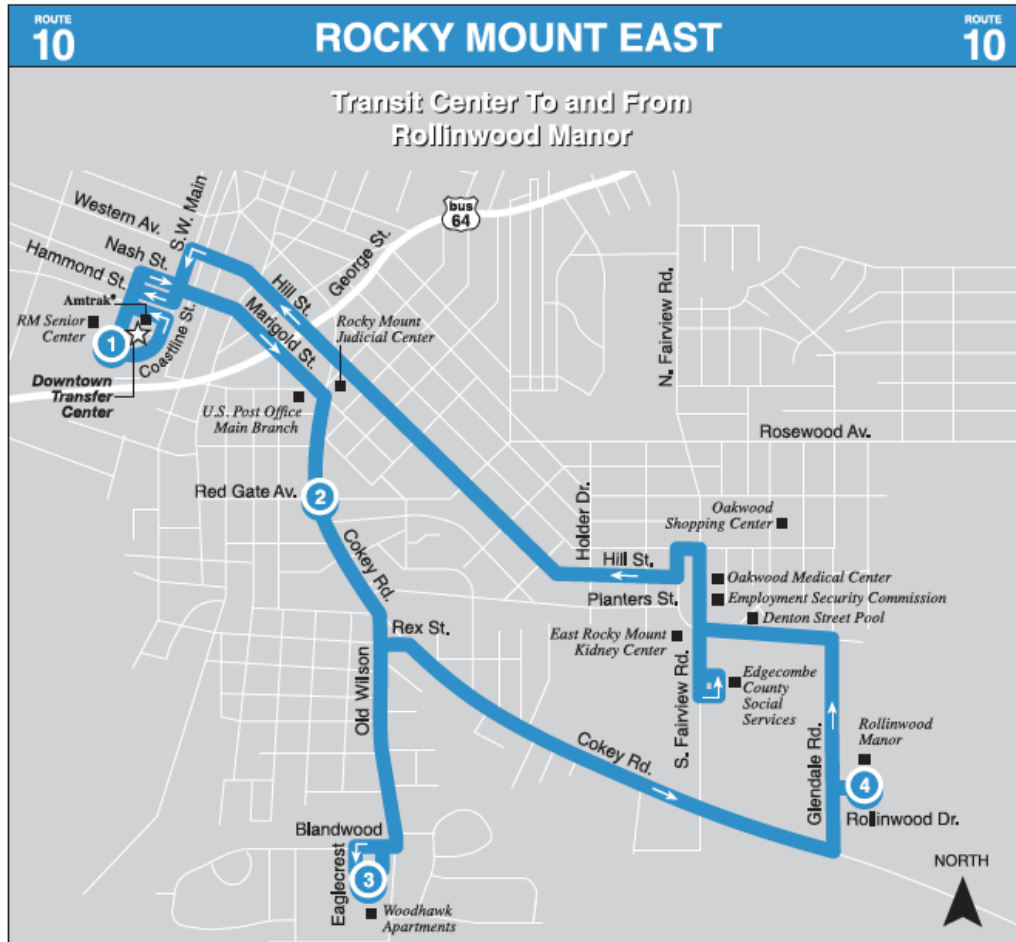 ROUTE
10
ROCKY MOUNT EAST
ROUTE
10
Transit Center To and From
Rollinwood Manor
bus
64
Western Av.
S.W. Main
Nash St.
Hammond St.
George St.
Hill St.
Amtrak®
Marigold St.
RM Senior
Center
1
Coastline St.
Rocky Mount
Judicial Center
N. Fairview Rd.
Downtown
Transfer
Center
U.S. Post Office
Main Branch
Rosewood Av.
Red Gate Av.
2
Holder Dr.
Oakwood
Shopping Center
Cokey Rd.
Hill St.
Oakwood Medical Center
Planters St.
Employment Security Commission
Denton Street Pool
Rex St.
East Rocky Mount
Kidney Center
Old Wilson
S. Fairview Rd.
Edgecombe
County
Social
Services
Cokey Rd.
Glendale Rd.
Rollinwood
Manor
4
Rollinwood Dr.
Blandwood
Eaglecrest
3
Woodhawk
Apartments
NORTH